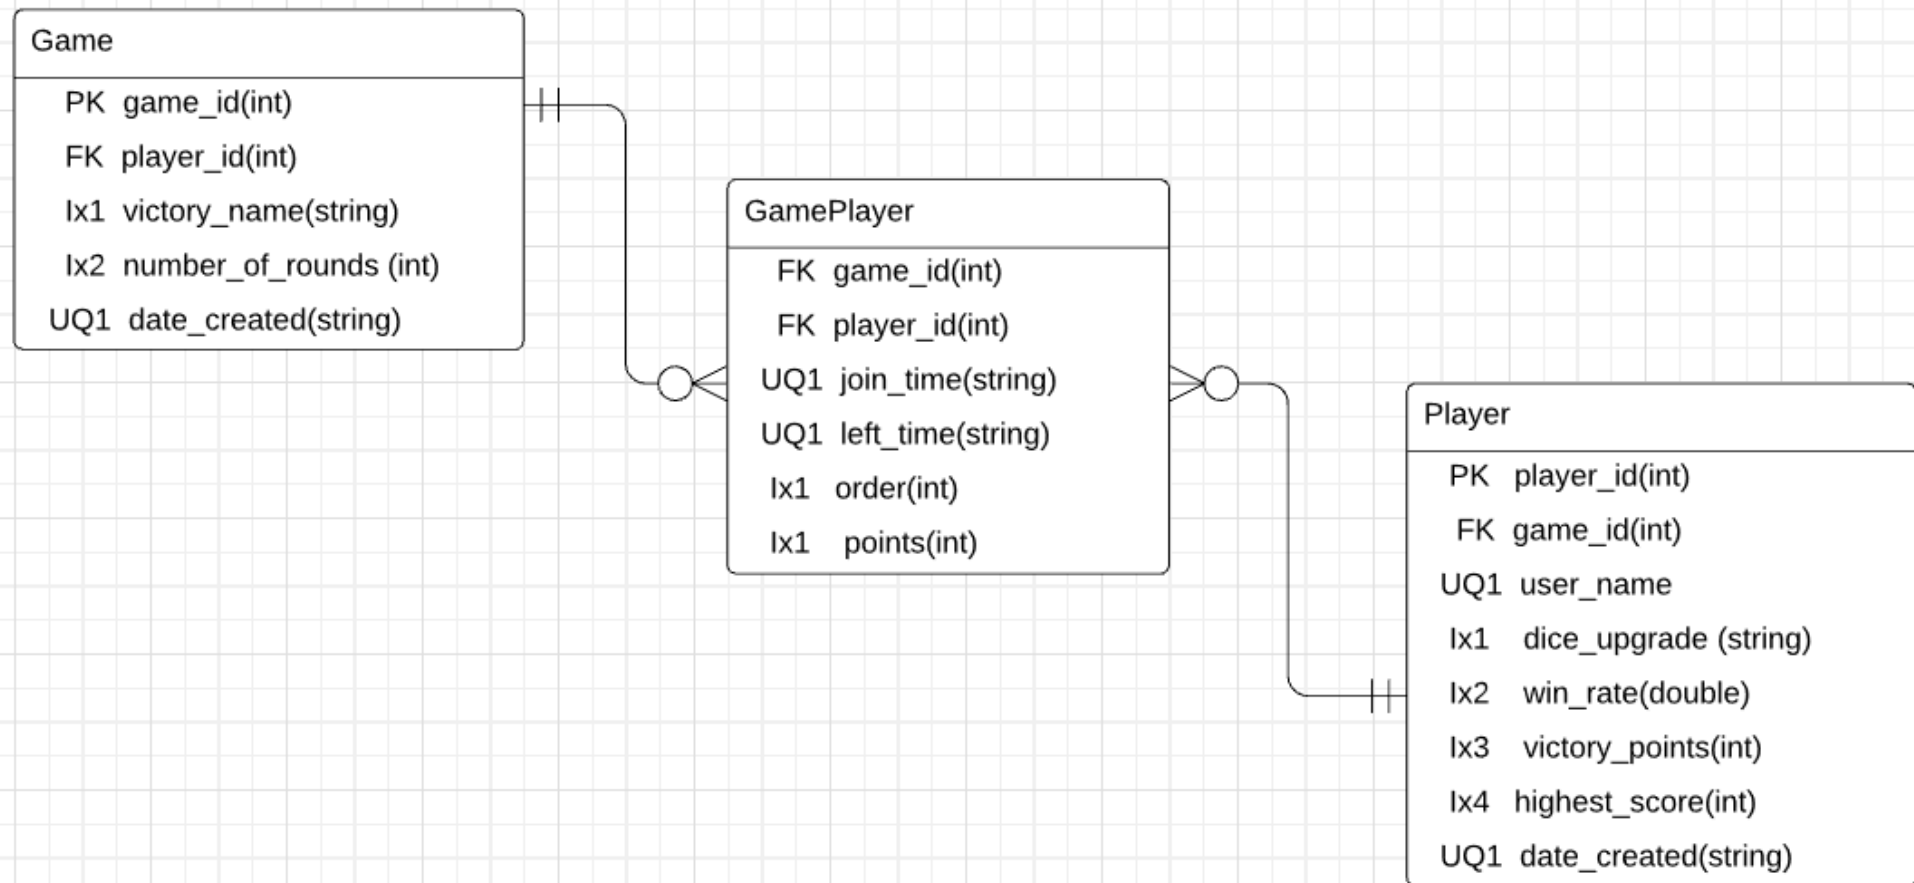 Game
PK game_id(int)
FK player_id(int)
Ix1 victory_name(string)
Ix2 number_of_rounds (int)
UQ1 date_created(string)
GamePlayer
FK game_id(int)
FK player_id(int)
UQ1 join_time(string)
UQ1 left_time(string)
Ix1 order(int)
Ix1 points(int)
Player
PK player_id(int)
FK game_id(int)
UQ1 user_name
Ix1 dice_upgrade (string)
Ix2 win_rate(double)
Ix3 victory_points(int)
Ix4 highest_score(int)
UQ1 date_created(string)